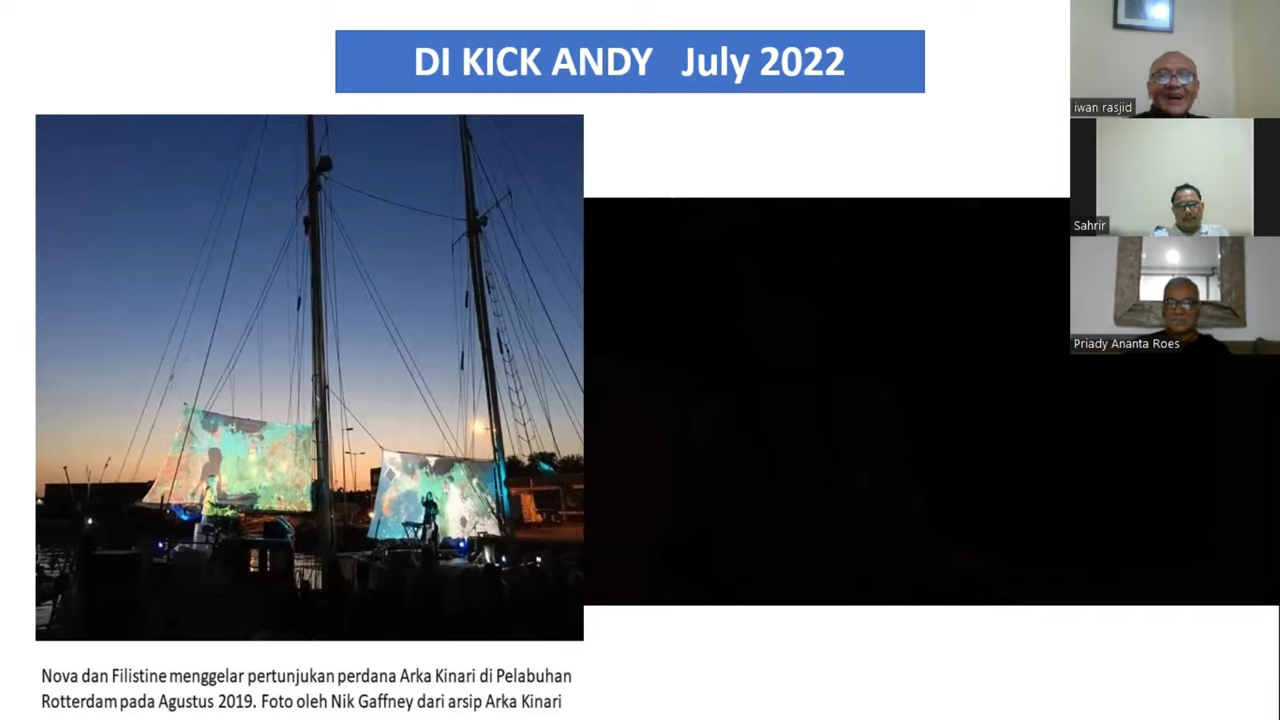 DI KICK ANDY July 2022
iwan rasjid
Sahrir
Priady Ananta Roes
Nova dan Filistine menggelar pertunjukan perdana Arka Kinari di Pelabuhan
Rotterdam pada Agustus 2019. Foto oleh Nik Gaffney dari arsip Arka Kinari